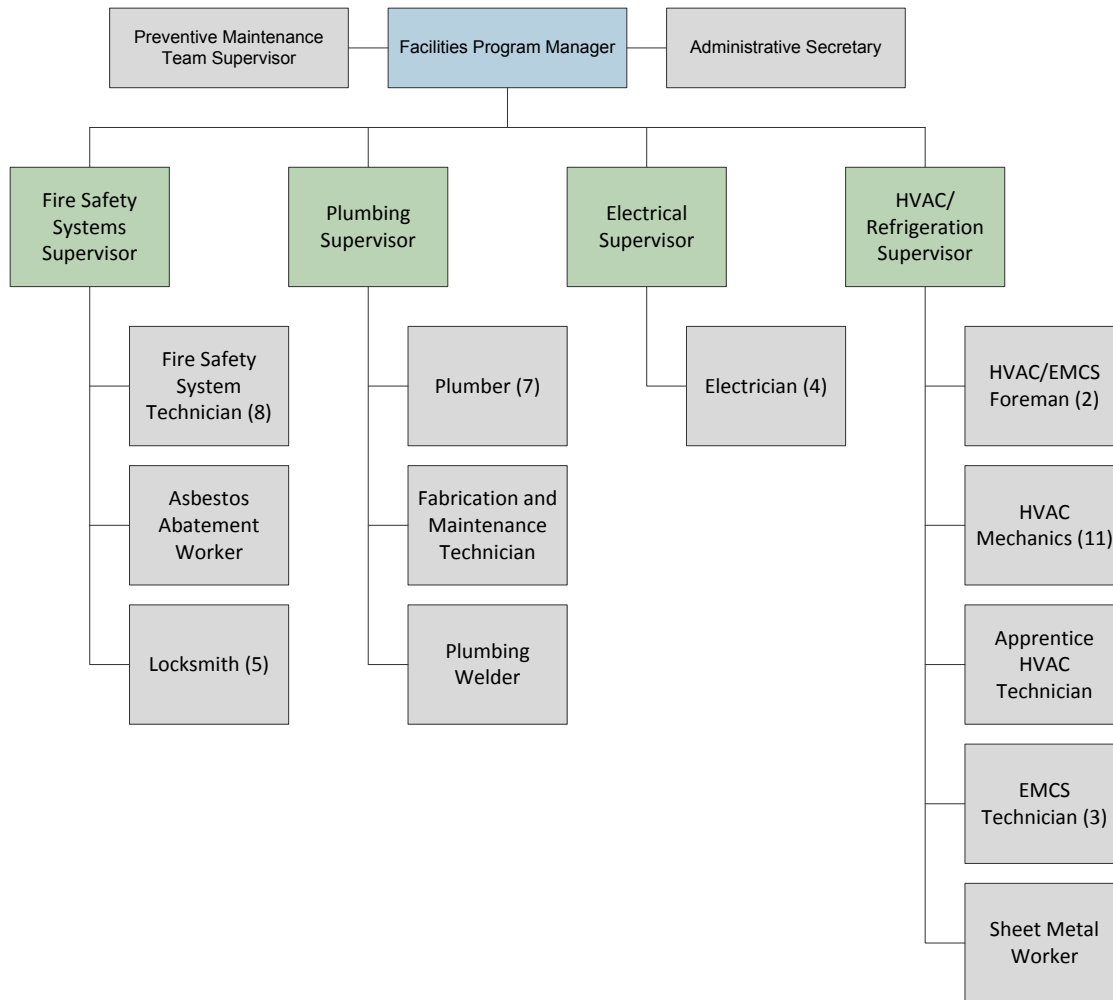 Preventive Maintenance
Team Supervisor
Facilities Program Manager
Administrative Secretary
Fire Safety
Systems
Supervisor
Plumbing
Supervisor
Electrical
Supervisor
HVAC/
Refrigeration
Supervisor
Fire Safety
System
Technician (8)
Asbestos
Abatement
Worker
Locksmith (5)
Plumber (7)
Fabrication and
Maintenance
Technician
Plumbing
Welder
Electrician (4)
HVAC/EMCS
Foreman (2)
HVAC
Mechanics (11)
Apprentice
HVAC
Technician
EMCS
Technician (3)
Sheet Metal
Worker